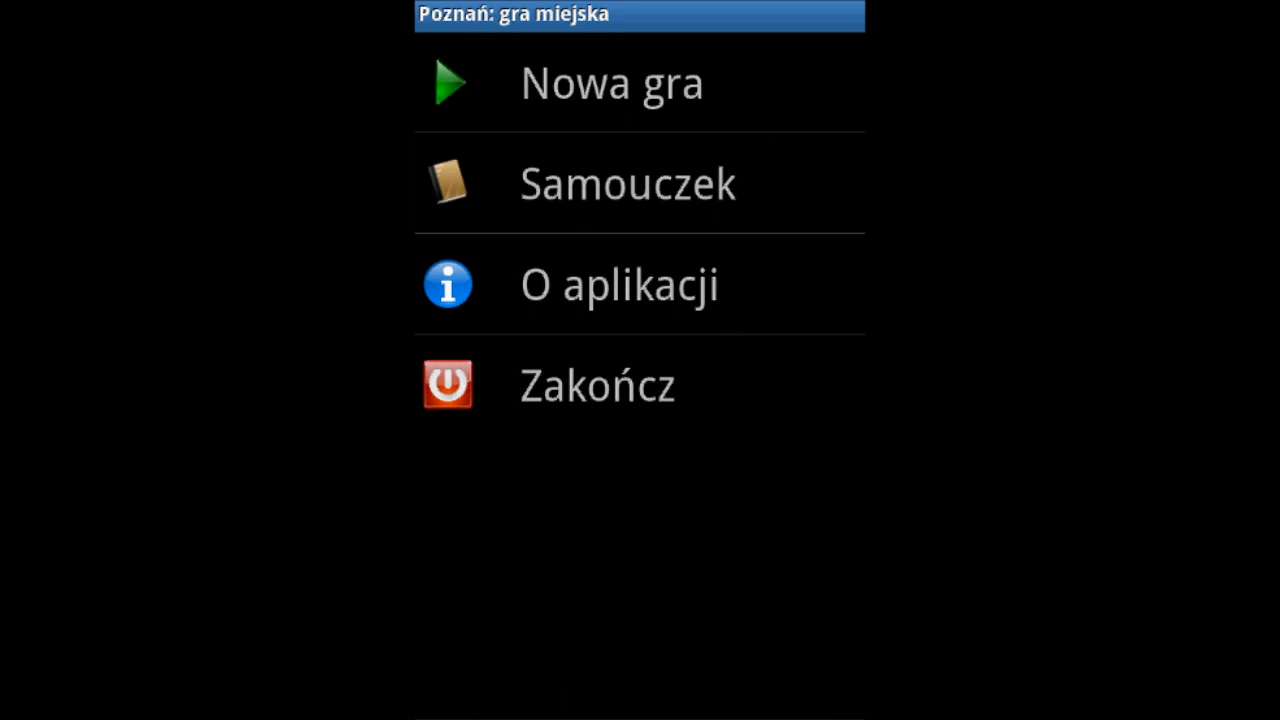 Poznań: gra miejska
Nowa gra
Samouczek
O aplikacji
Zakończ